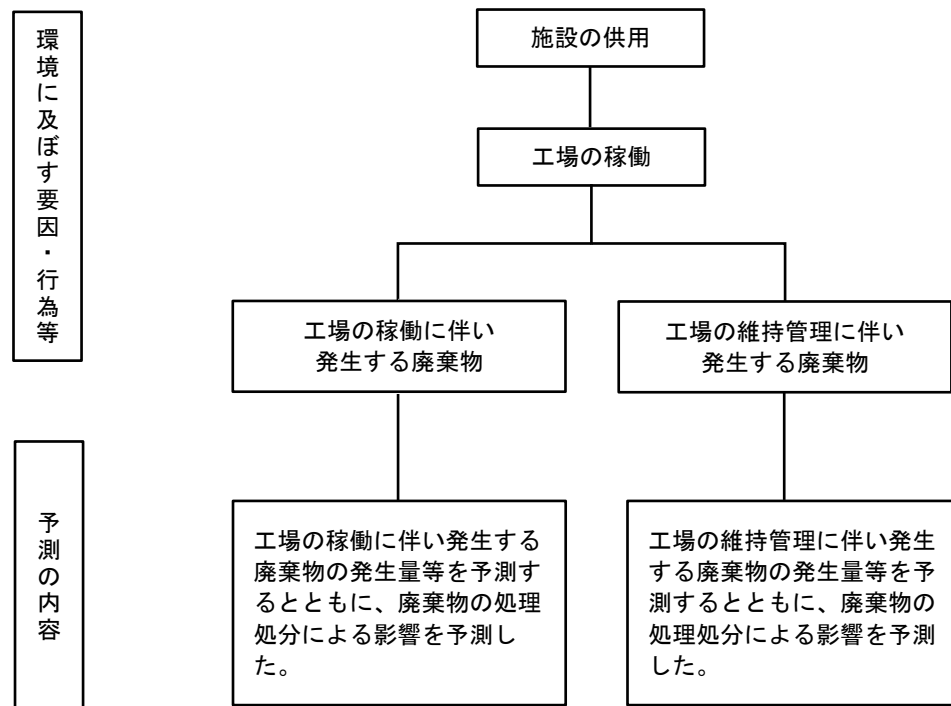 環境に及ぼす要因・行為等
施設の供用
工場の稼働
工場の稼働に伴い
発生する廃棄物
工場の維持管理に伴い
発生する廃棄物
予測の内容
工場の稼働に伴い発生する
廃棄物の発生量等を予測す
るとともに、廃棄物の処理
処分による影響を予測し
た。
工場の維持管理に伴い発生
する廃棄物の発生量等を予
測するとともに、廃棄物の
処理処分による影響を予測
した。